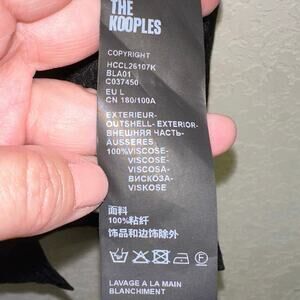 THE
KOOPLES
COPYRIGHT
HCCL26107K
BLA01
C037450
EU L
CN 180/100A
EXTERIEUR-
OUTSHELL- EXTERIOR-
ВНЕШНЯЯ ЧАСТЬ-
AUSSERES
100%VISCOSE-
VISCOSE-
VISCOSA-
ВИСКОЗА-
VISKOSE
面料
100%粘纤
饰品和边饰除外
LAVAGE A LA MAIN
BLANCHIMENT